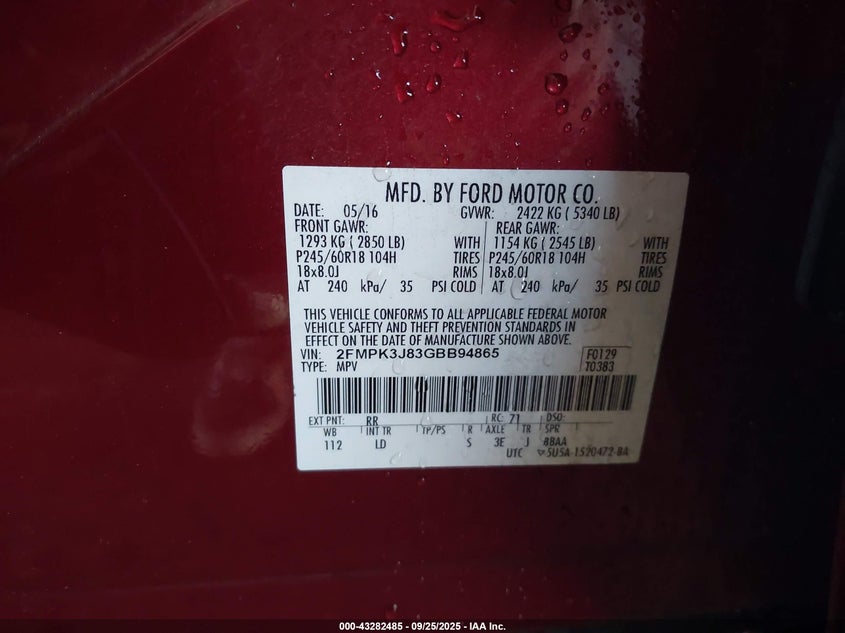 MFD. BY FORD MOTOR CO.
DATE: 05/16 GVWR: 2422 KG ( 5340 LB)
FRONT GAWR: REAR GAWR:
1293 KG ( 2850 LB) WITH 1154 KG ( 2545 LB) WITH
P245/60R18 104H TIRES P245/60R18 104H TIRES
18x8.0J RIMS 18x8.0J RIMS
AT 240 kPa/ 35 PSI COLD AT 240 kPa/ 35 PSI COLD
THIS VEHICLE CONFORMS TO ALL APPLICABLE FEDERAL MOTOR
VEHICLE SAFETY AND THEFT PREVENTION STANDARDS IN
EFFECT ON THE DATE OF MANUFACTURE SHOWN ABOVE.
VIN: 2FMPK3J83GBB94865 F0129
TYPE: MPV T0383
EXT PNT: RR RC: 71 DSO:
WB INT TR TP/PS R AXLE TR SPR
112 LD S 3E J BBAA
UTC ▽5U5A-1520472-BA
000-43282485 - 09/25/2025 - IAA Inc.